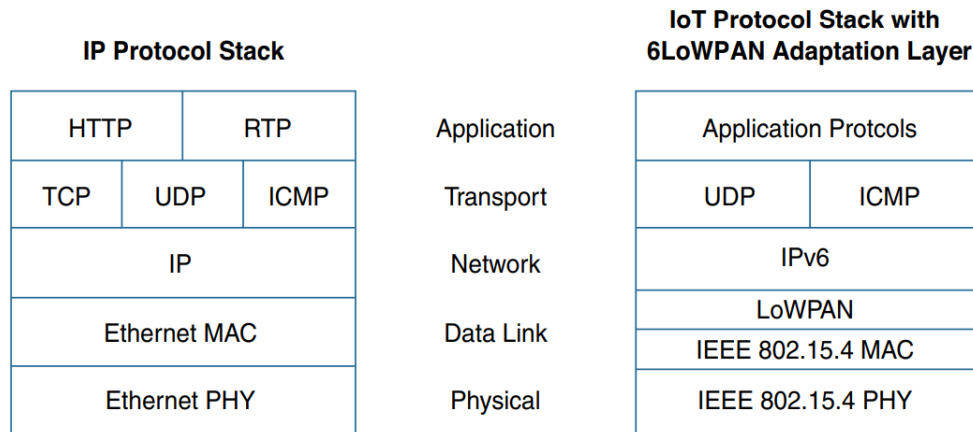 IP Protocol Stack
IoT Protocol Stack with
6LoWPAN Adaptation Layer
HTTP RTP Application Application Protcols
TCP UDP ICMP Transport UDP ICMP
IP Network IPv6
Ethernet MAC Data Link LoWPAN
IEEE 802.15.4 MAC
Ethernet PHY Physical IEEE 802.15.4 PHY